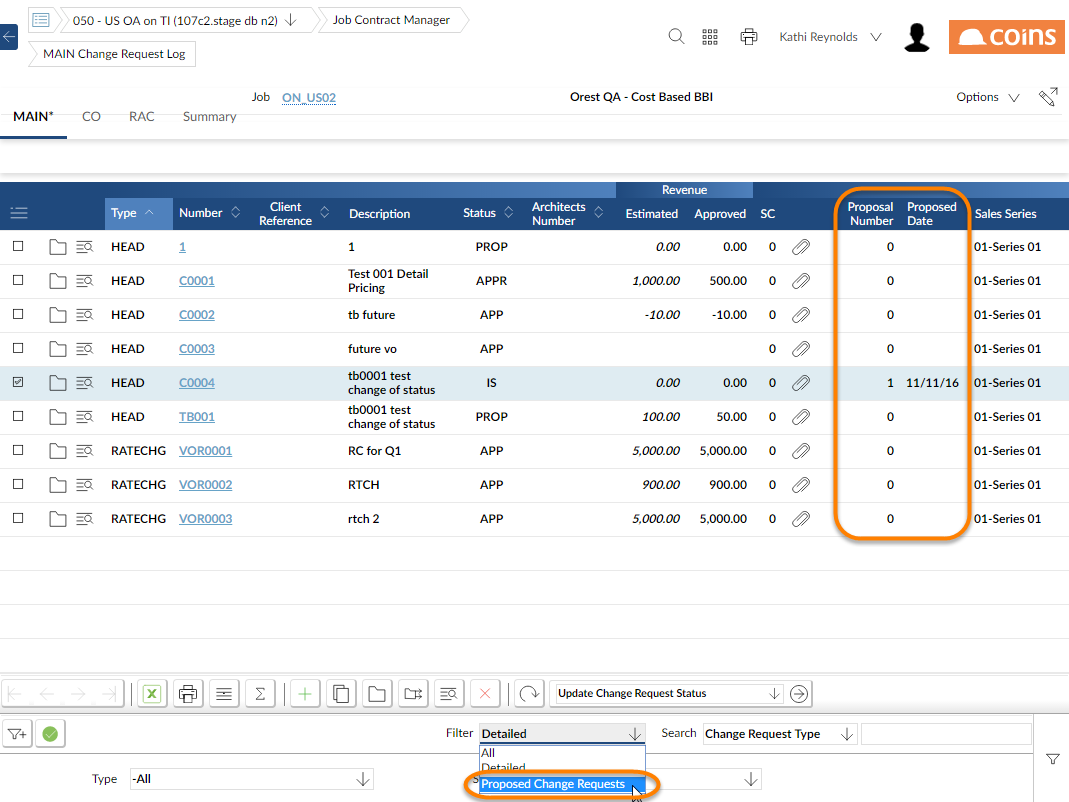 050 - US OA on TI (107c2.stage db n2)
Job Contract Manager
MAIN Change Request Log
Kathi Reynolds
coins
Job ON_US02
Orest QA - Cost Based BBI
Options
MAIN* CO RAC Summary
Revenue
Type Number Client Reference Description Status Architects Number Estimated Approved SC Proposal Number Proposed Date Sales Series
HEAD 1 1 PROP 0.00 0.00 0 0 01-Series 01
HEAD C0001 Test 001 Detail Pricing APPR 1,000.00 500.00 0 0 01-Series 01
HEAD C0002 tb future APP -10.00 -10.00 0 0 01-Series 01
HEAD C0003 future vo APP 0 0 01-Series 01
HEAD C0004 tb0001 test change of status IS 0.00 0.00 0 1 11/11/16 01-Series 01
HEAD TB001 tb0001 test change of status PROP 100.00 50.00 0 0 01-Series 01
RATECHG VOR0001 RC for Q1 APP 5,000.00 5,000.00 0 0 01-Series 01
RATECHG VOR0002 RTCH APP 900.00 900.00 0 0 01-Series 01
RATECHG VOR0003 rtch 2 APP 5,000.00 5,000.00 0 0 01-Series 01
Update Change Request Status
Filter Detailed Search Change Request Type
All
Detailed
Proposed Change Requests
Type -All